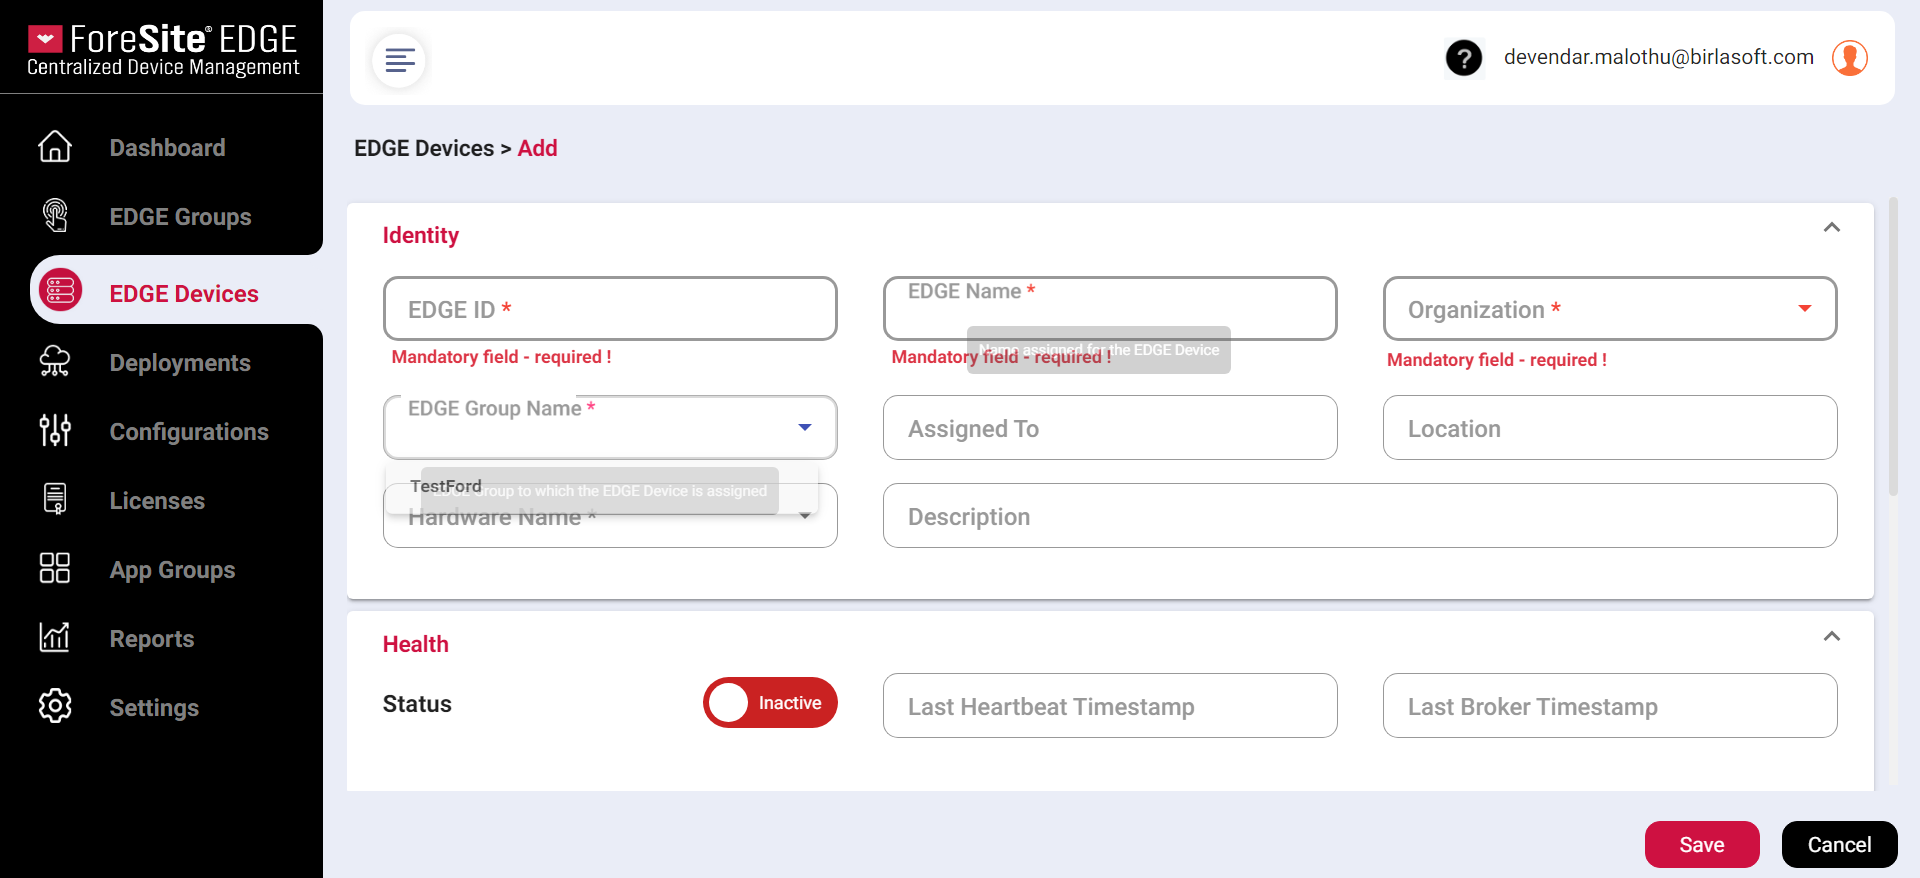 ForeSite® EDGE
Centralized Device Management
Dashboard
EDGE Groups
EDGE Devices
Deployments
Configurations
Licenses
App Groups
Reports
Settings
?
devendar.malothu@birlasoft.com
EDGE Devices > Add
Identity
EDGE ID *
EDGE Name *
Organization *
Mandatory field - required !
Mandatory field - required !
Name assigned for the EDGE Device
Mandatory field - required !
EDGE Group Name *
Assigned To
Location
TestFord
EDGE Group to which the EDGE Device is assigned
Hardware Name *
Description
Health
Status
Inactive
Last Heartbeat Timestamp
Last Broker Timestamp
Save
Cancel